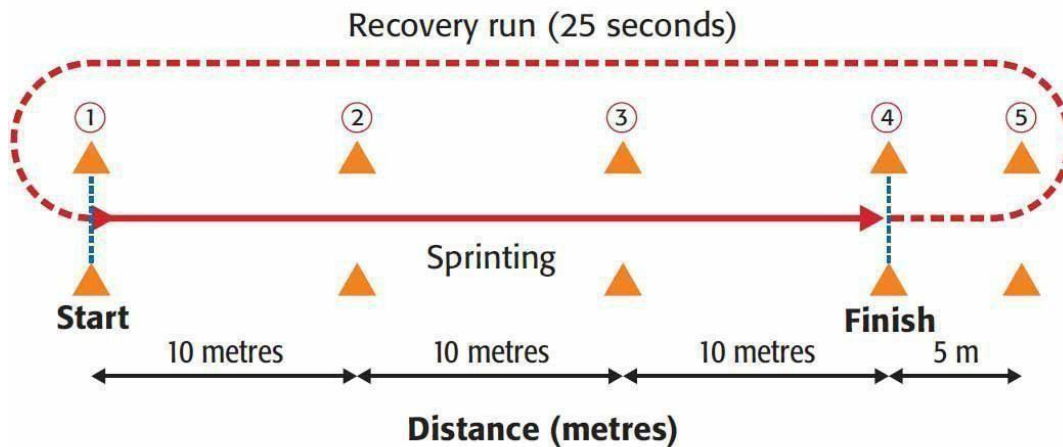 Recovery run (25 seconds)
1 2 3 4 5
Sprinting
Start Finish
10 metres 10 metres 10 metres 5 m
Distance (metres)